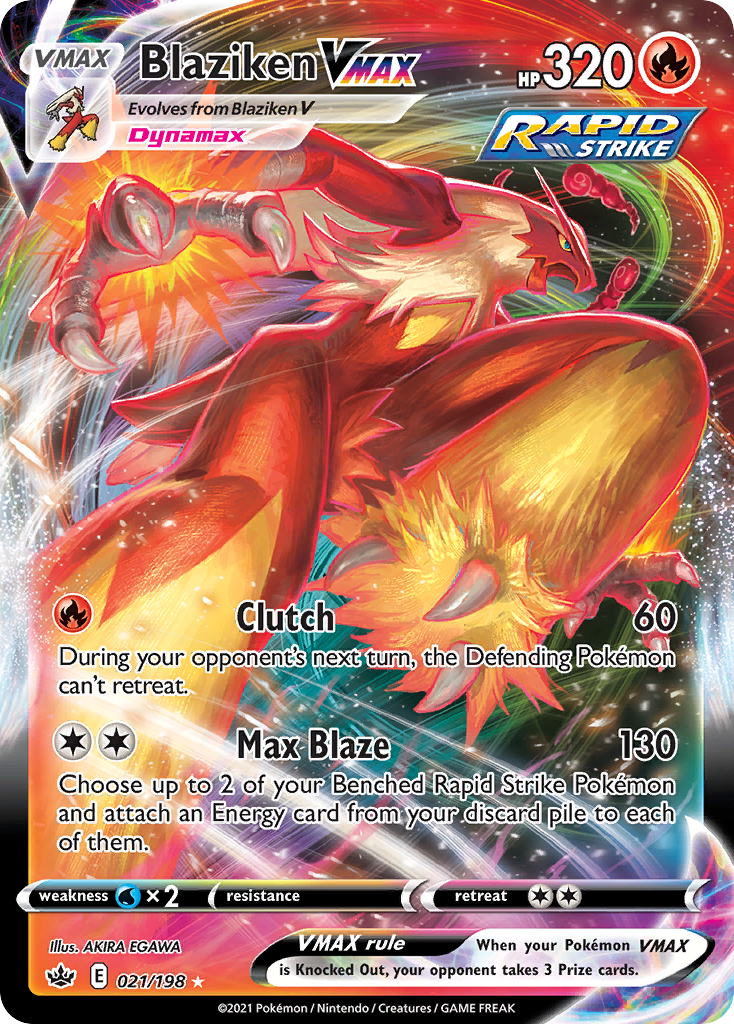 VMAX
Blaziken VMAX
HP 320
Evolves from Blaziken V
Dynamax
RAPID
STRIKE
Clutch 60
During your opponent's next turn, the Defending Pokémon
can't retreat.
Max Blaze 130
Choose up to 2 of your Benched Rapid Strike Pokémon
and attach an Energy card from your discard pile to each
of them.
weakness ×2 resistance retreat
Illus. AKIRA EGAWA
VMAX rule When your Pokémon VMAX
is Knocked Out, your opponent takes 3 Prize cards.
E 021/198 ★
©2021 Pokémon / Nintendo / Creatures / GAME FREAK